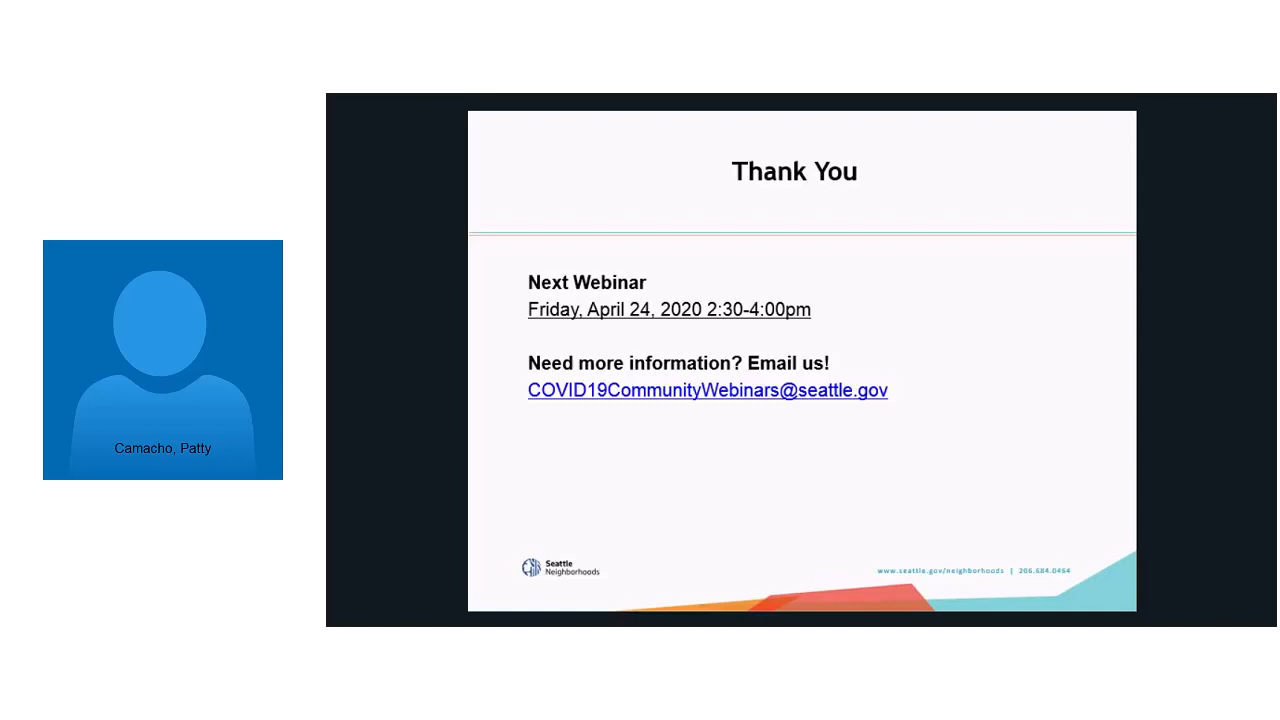 Thank You
Next Webinar
Friday, April 24, 2020 2:30-4:00pm
Need more information? Email us!
COVID19CommunityWebinars@seattle.gov
Camacho, Patty
Seattle
Neighborhoods
www.seattle.gov/neighborhoods | 206.684.0464